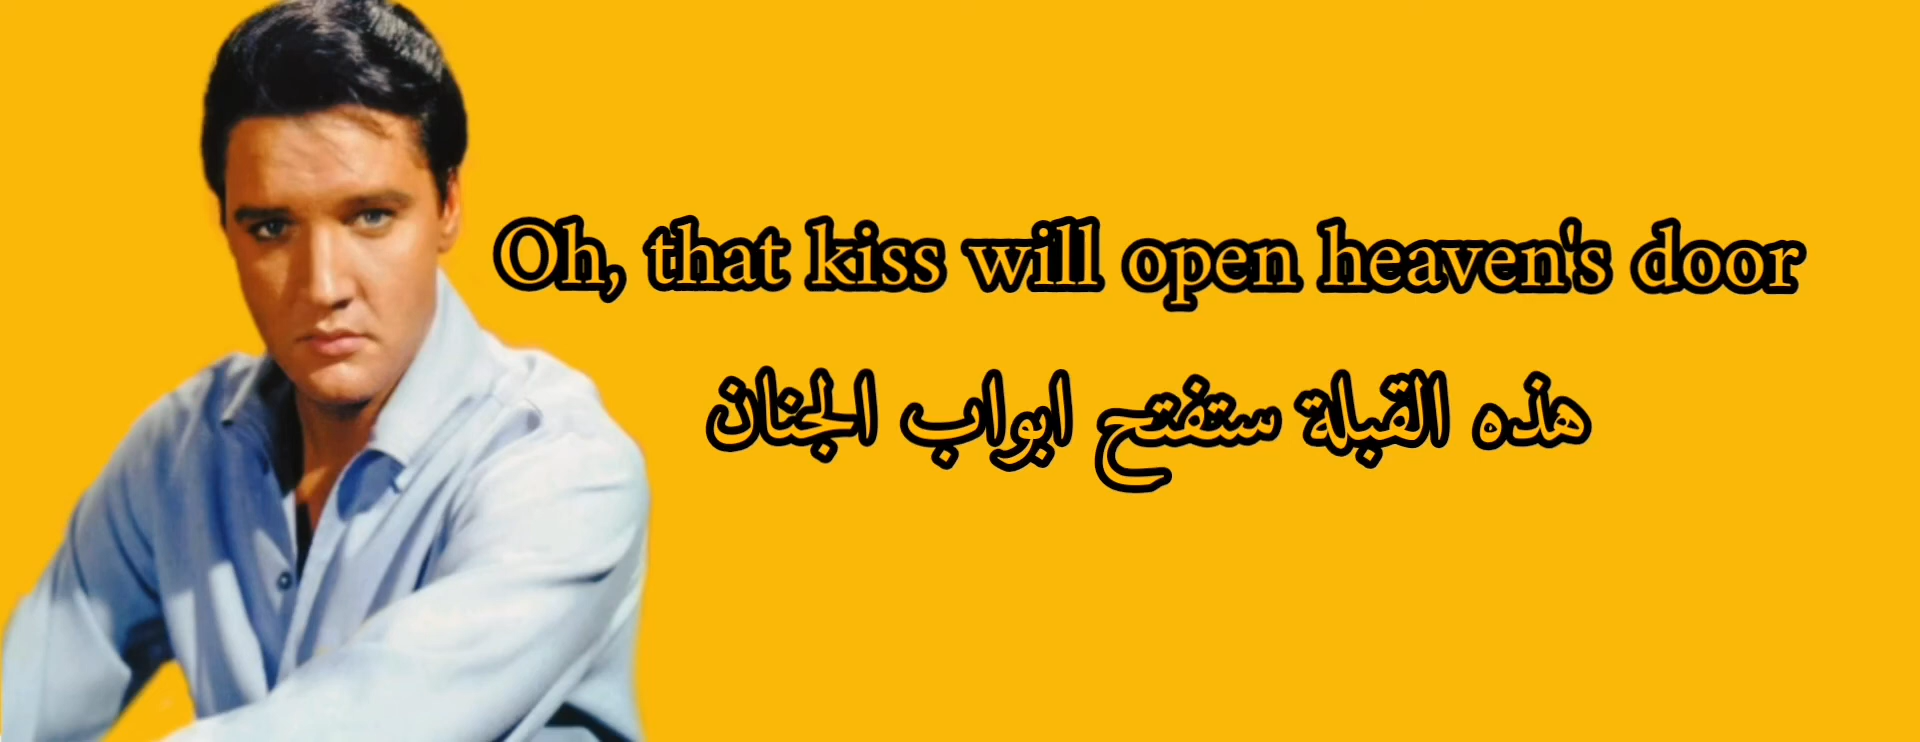 Oh, that kiss will open heaven's door
هذه القبلة ستفتح ابواب الجنان